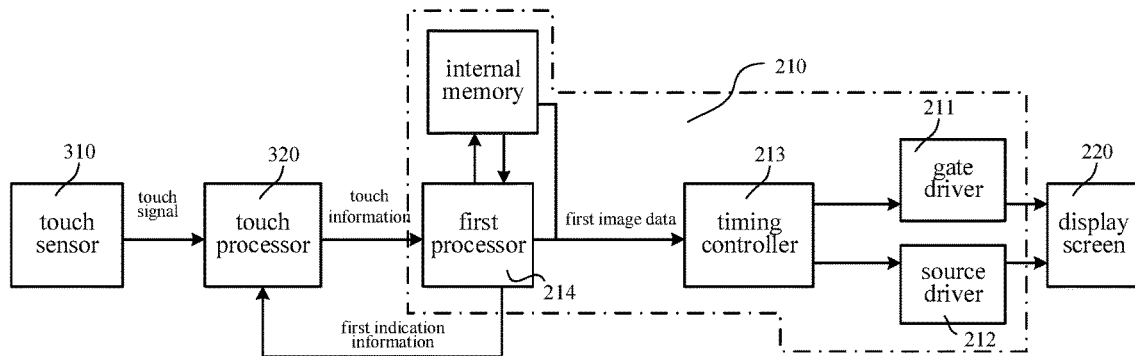 internal
memory
210
211
310
320
213
220
gate
driver
touch
signal
touch
information
touch
sensor
touch
processor
first
processor
first image data
timing
controller
display
screen
source
driver
214
212
first indication
information